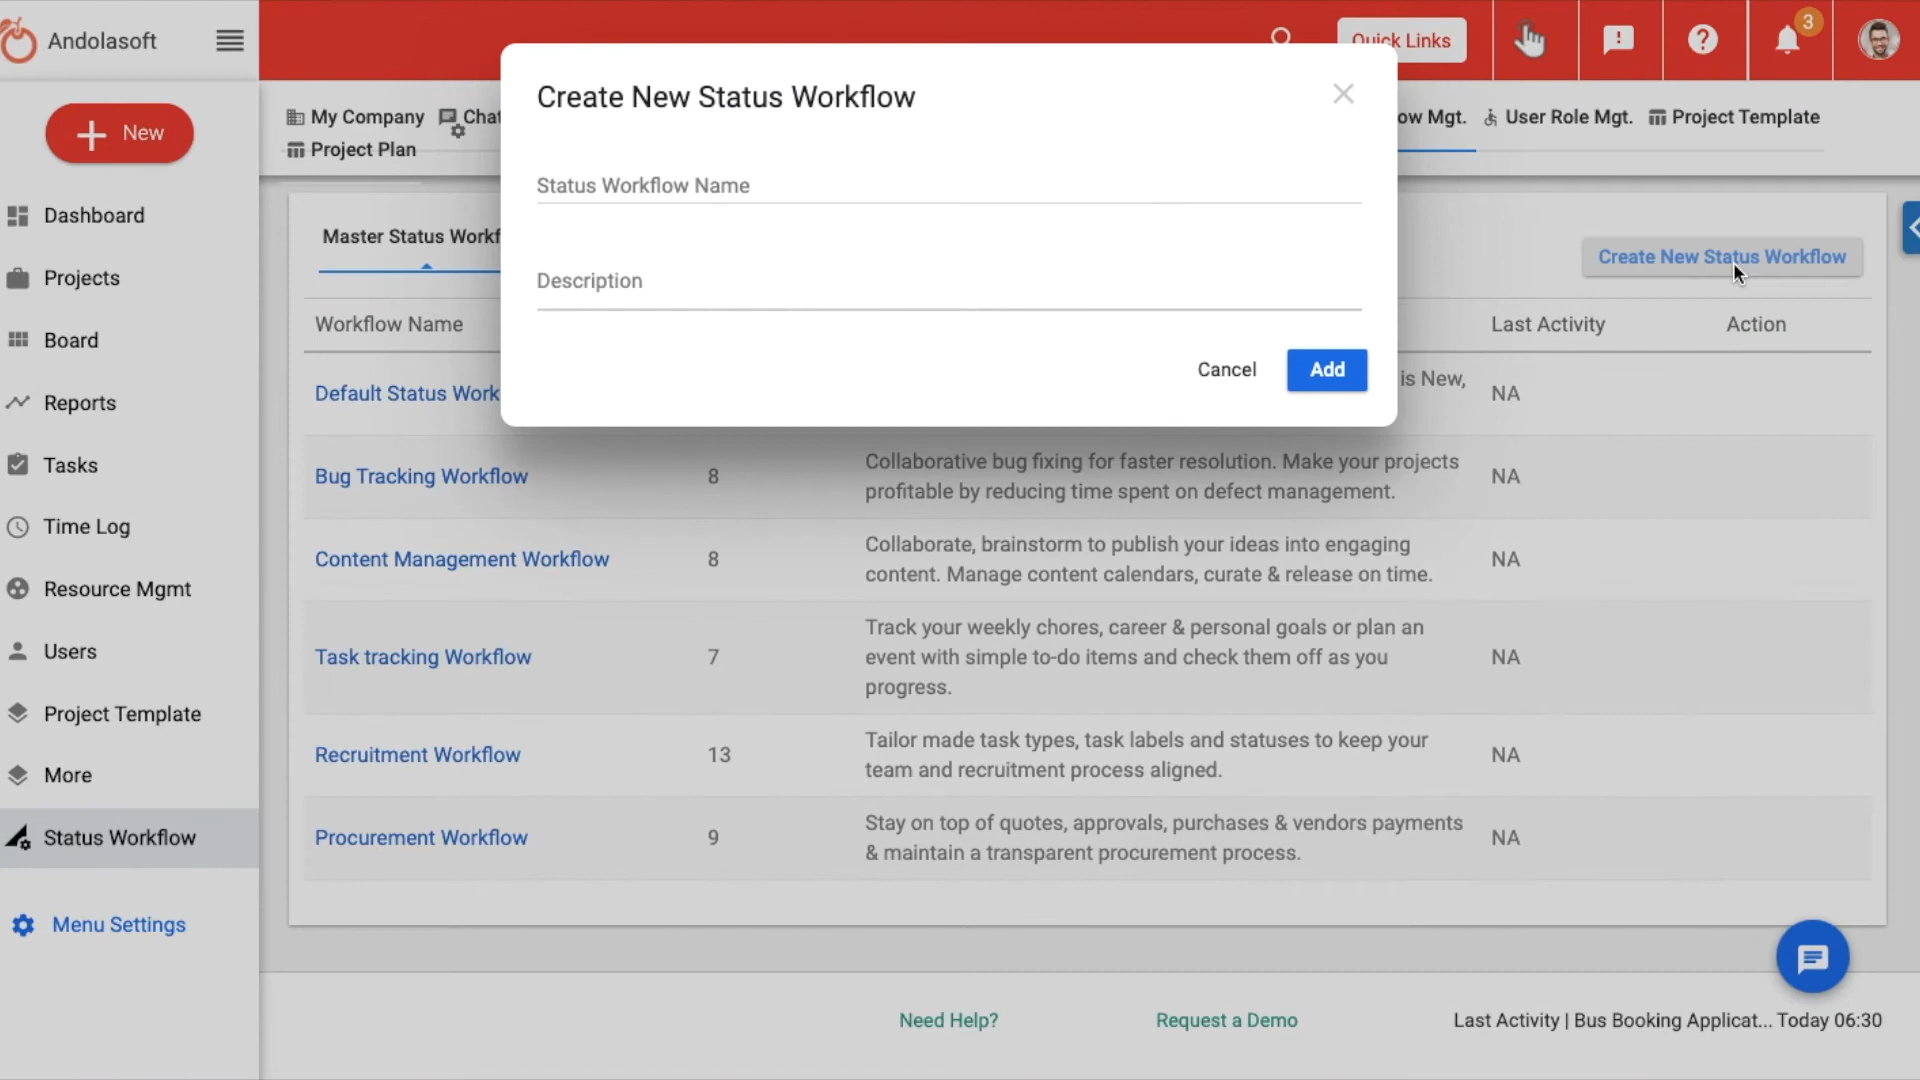 Andolasoft
Quick Links
3
New
My Company
Chat
ow Mgt.
User Role Mgt.
Project Template
Project Plan
Create New Status Workflow
Status Workflow Name
Description
Cancel
Add
Dashboard
Projects
Board
Reports
Tasks
Time Log
Resource Mgmt
Users
Project Template
More
Status Workflow
Menu Settings
Master Status Workf
Create New Status Workflow
Workflow Name
Last Activity
Action
Default Status Work
is New,
NA
Bug Tracking Workflow
8
Collaborative bug fixing for faster resolution. Make your projects
profitable by reducing time spent on defect management.
NA
Content Management Workflow
8
Collaborate, brainstorm to publish your ideas into engaging
content. Manage content calendars, curate & release on time.
NA
Task tracking Workflow
7
Track your weekly chores, career & personal goals or plan an
event with simple to-do items and check them off as you
progress.
NA
Recruitment Workflow
13
Tailor made task types, task labels and statuses to keep your
team and recruitment process aligned.
NA
Procurement Workflow
9
Stay on top of quotes, approvals, purchases & vendors payments
& maintain a transparent procurement process.
NA
Need Help?
Request a Demo
Last Activity | Bus Booking Applicat... Today 06:30